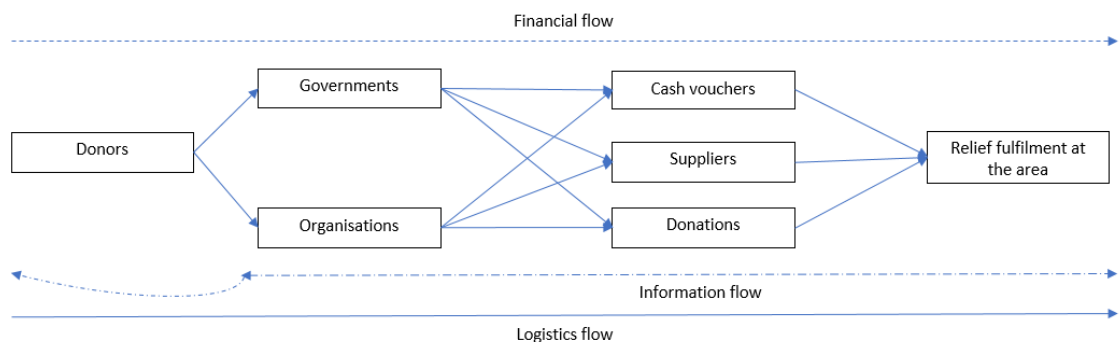 Financial flow
Governments
Cash vouchers
Donors
Suppliers
Relief fulfilment at
the area
Organisations
Donations
Information flow
Logistics flow